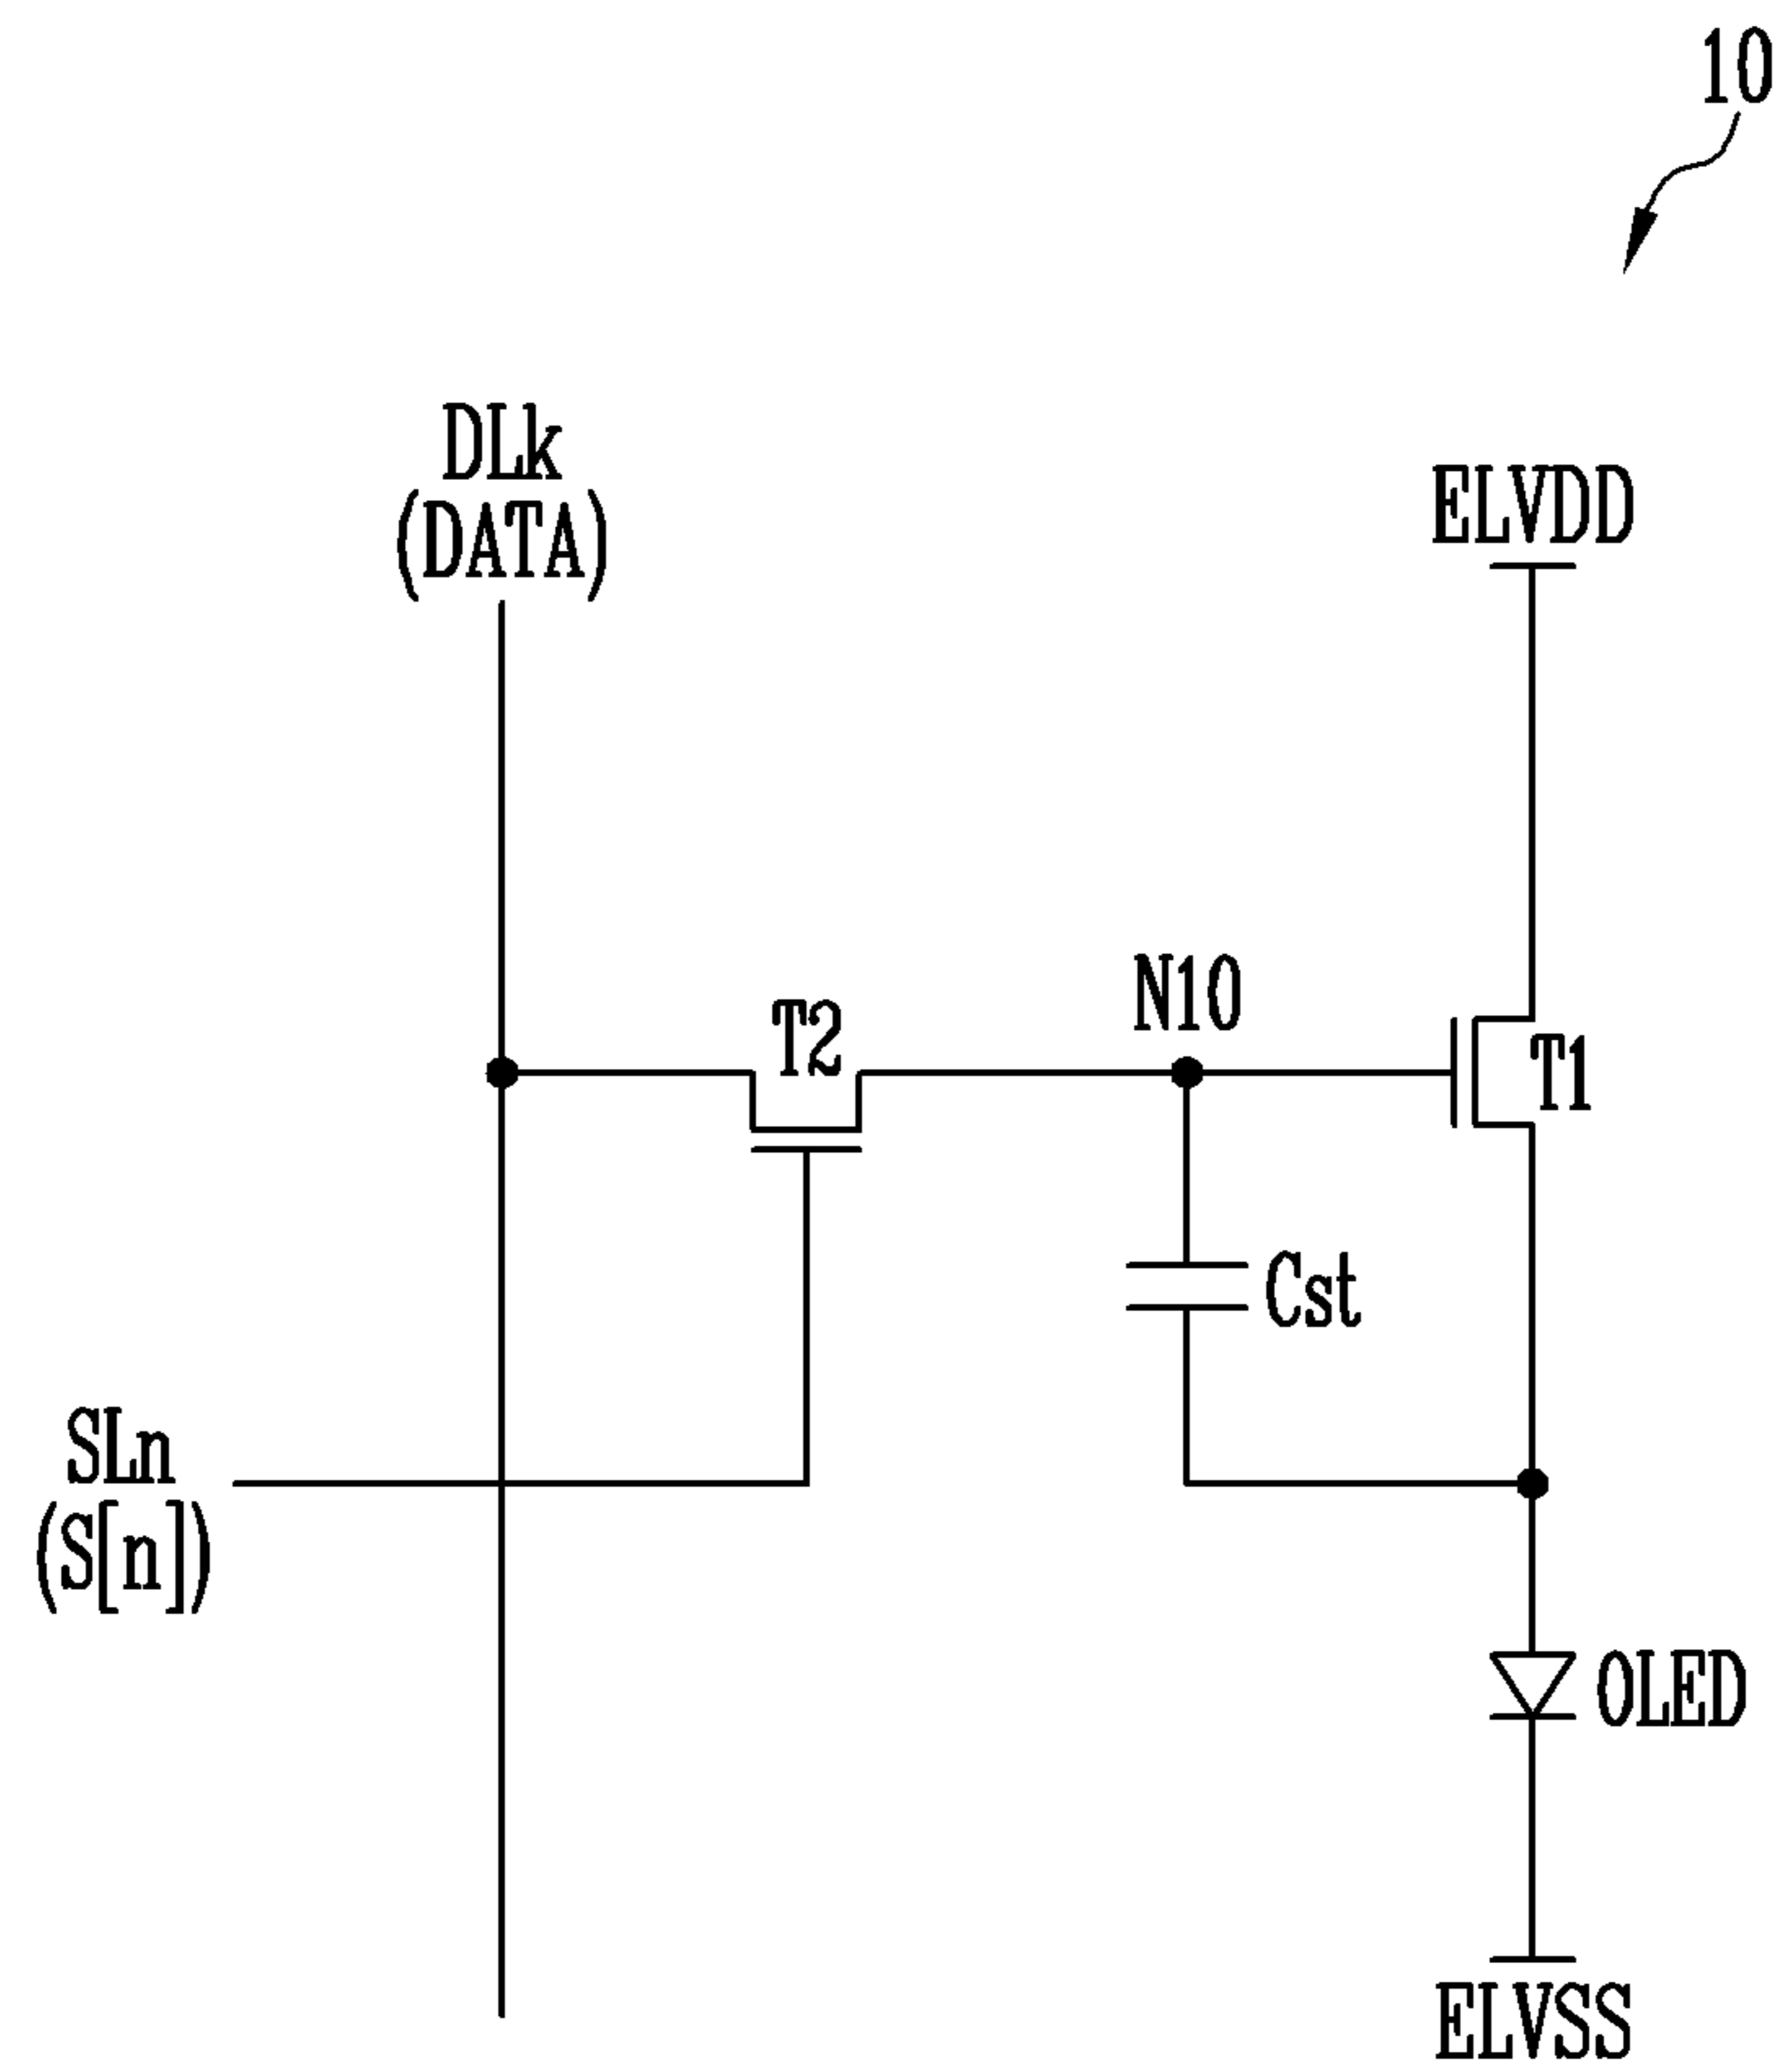 10
DLk
(DATA)
ELVDD
N10
T2
T1
Cst
SLn
(S[n])
OLED
ELVSS